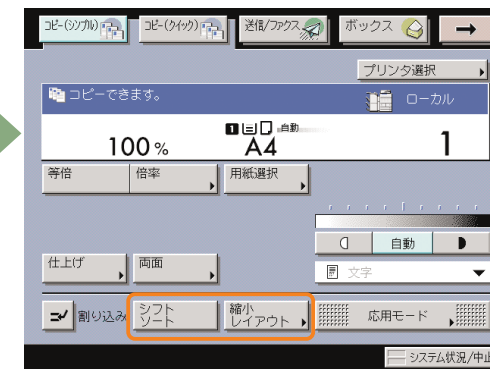 コピー(シンプル)
コピー(クイック)
送信/ファクス
ボックス
プリンタ選択
コピーできます。
ローカル
100 %
1 自動
A4
1
等倍
倍率
用紙選択
自動
仕上げ
両面
文字
割り込み
シフト
ソート
縮小
レイアウト
応用モード
システム状況/中止